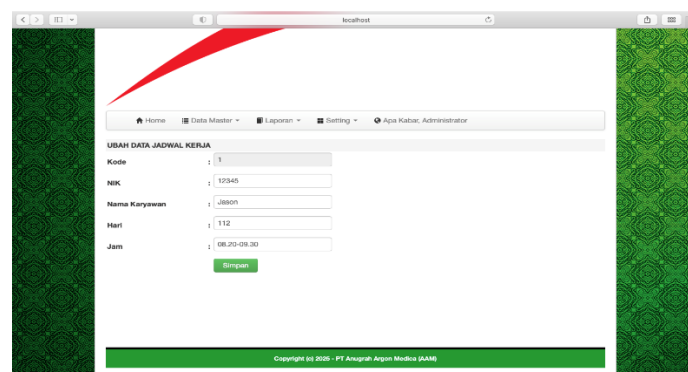 localhost
Home Data Master Laporan Setting Apa Kabar, Administrator
UBAH DATA JADWAL KERJA
Kode : 1
NIK : 12345
Nama Karyawan : Jason
Hari : 112
Jam : 08.20-09.30
Simpan
Copyright (c) 2025 - PT Anugrah Argon Medica (AAM)